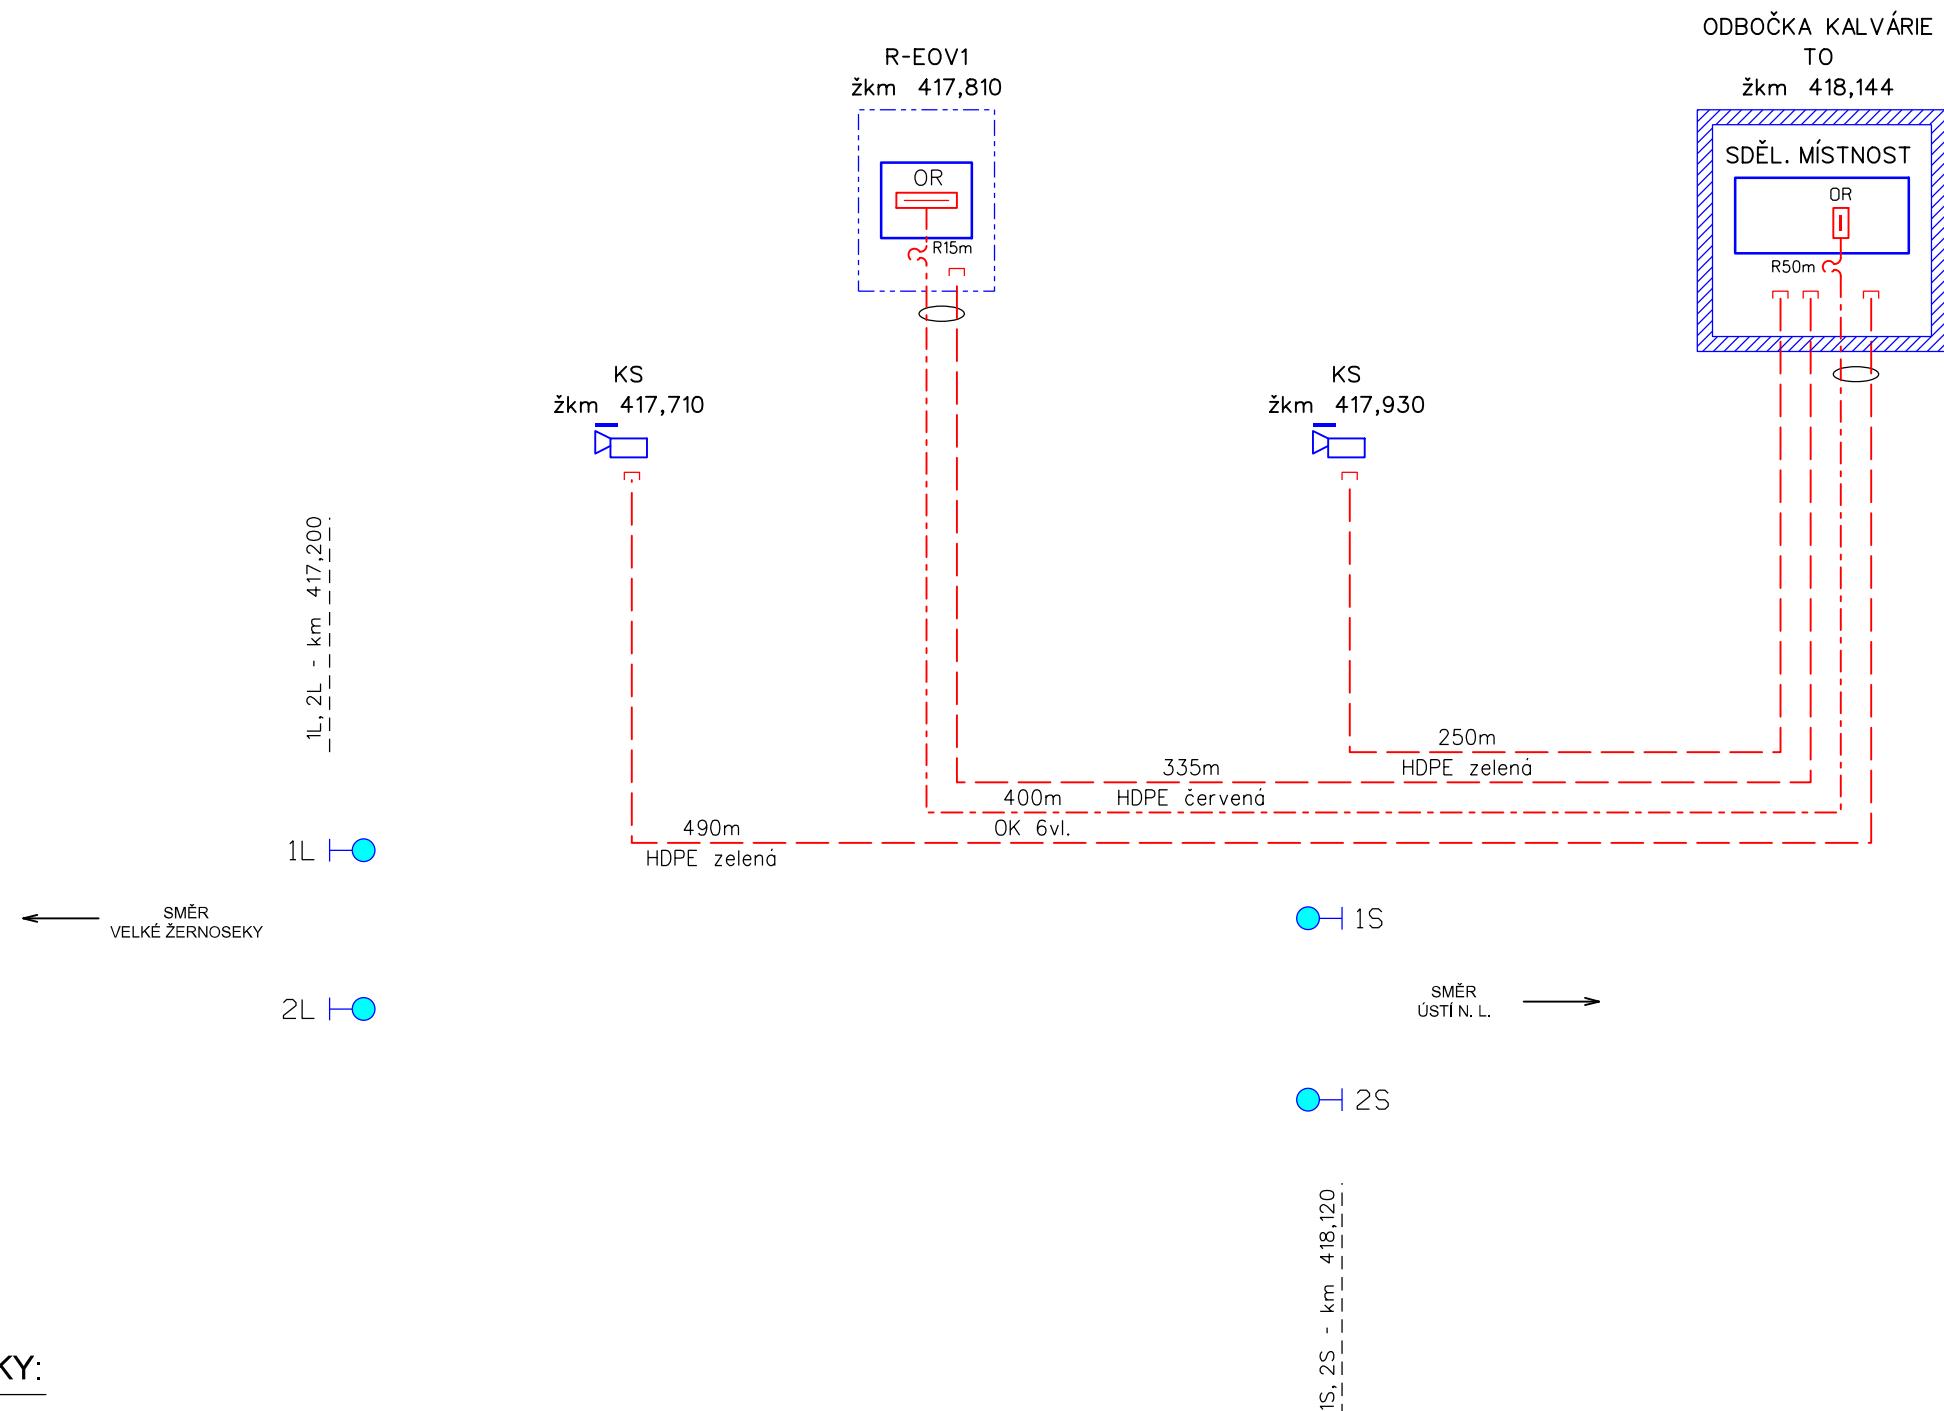 ODBOČKA KALVÁRIE
TO
žkm 418,144
R-EOV1
žkm 417,810
SDĚL. MÍSTNOST
OR
OR
R15m
R50m
KS
žkm 417,710
KS
žkm 417,930
1L, 2L - km 417,200
250m
HDPE zelená
335m
HDPE červená
400m
OK 6vl.
490m
HDPE zelená
1L
SMĚR
VELKÉ ŽERNOSEKY
1S
2L
SMĚR
ÚSTÍ N. L.
2S
1S, 2S - km 418,120
KY: